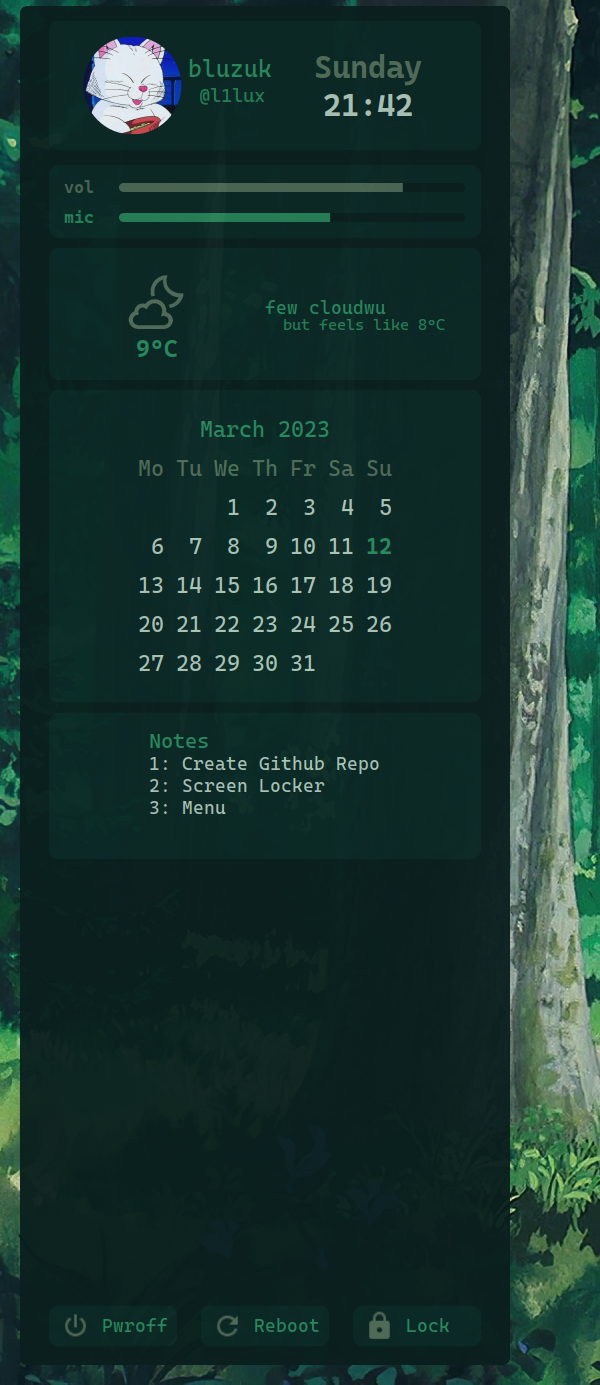 bluzuk
@l1lux
Sunday
21:42
vol
mic
few cloudwu
but feels like 8°C
9°C
March 2023
Mo Tu We Th Fr Sa Su
1 2 3 4 5
6 7 8 9 10 11 12
13 14 15 16 17 18 19
20 21 22 23 24 25 26
27 28 29 30 31
Notes
1: Create Github Repo
2: Screen Locker
3: Menu
Pwroff Reboot Lock